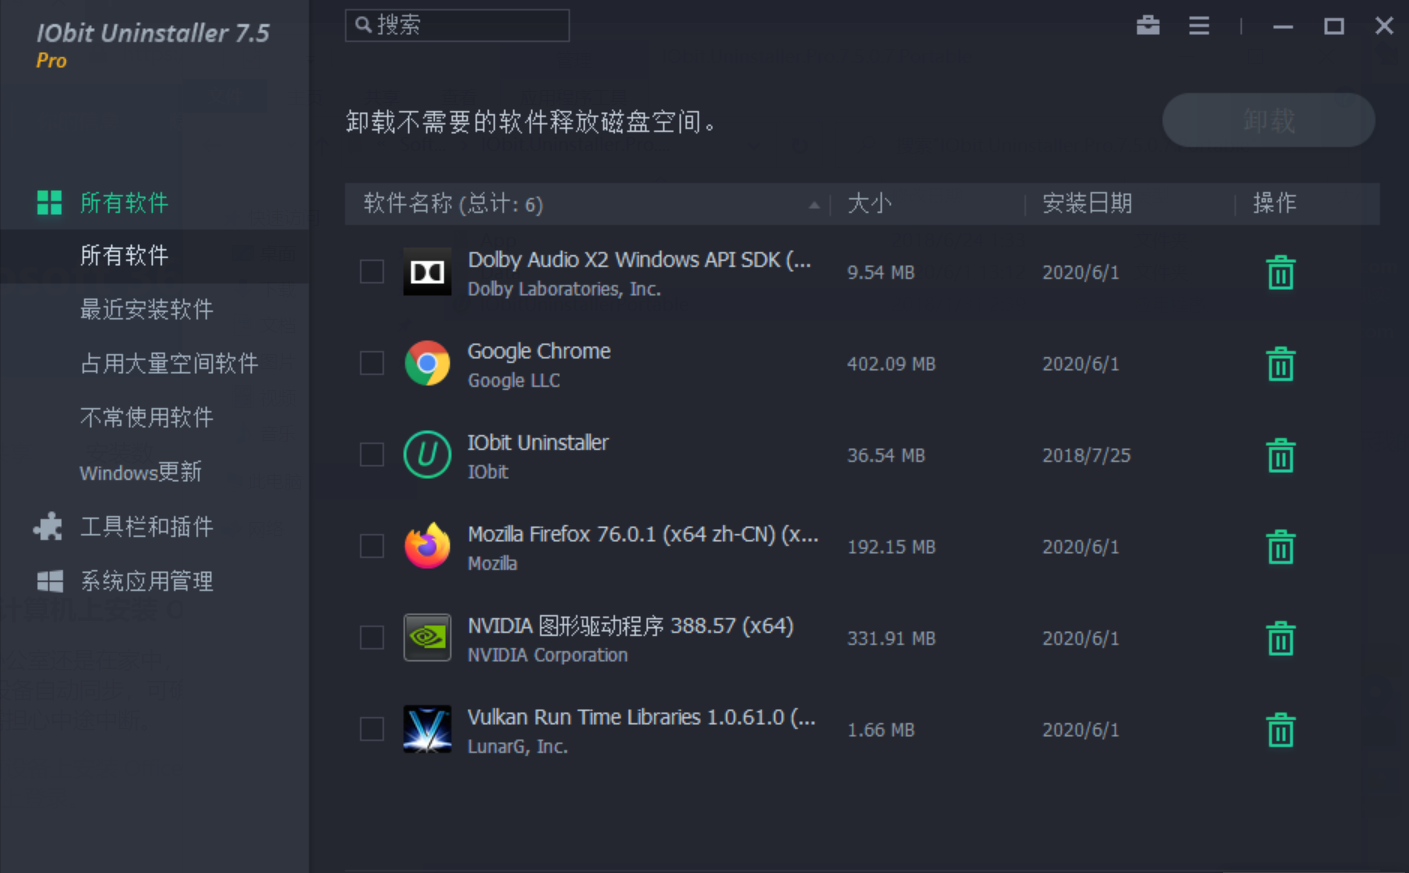 IObit Uninstaller 7.5
Pro
搜索
卸载不需要的软件释放磁盘空间。
卸载
所有软件
所有软件
最近安装软件
占用大量空间软件
不常使用软件
Windows更新
工具栏和插件
系统应用管理
软件名称 (总计: 6) 大小 安装日期 操作
Dolby Audio X2 Windows API SDK (...
Dolby Laboratories, Inc.
9.54 MB 2020/6/1
Google Chrome
Google LLC
402.09 MB 2020/6/1
IObit Uninstaller
IObit
36.54 MB 2018/7/25
Mozilla Firefox 76.0.1 (x64 zh-CN) (x...
Mozilla
192.15 MB 2020/6/1
NVIDIA 图形驱动程序 388.57 (x64)
NVIDIA Corporation
331.91 MB 2020/6/1
Vulkan Run Time Libraries 1.0.61.0 (...
LunarG, Inc.
1.66 MB 2020/6/1